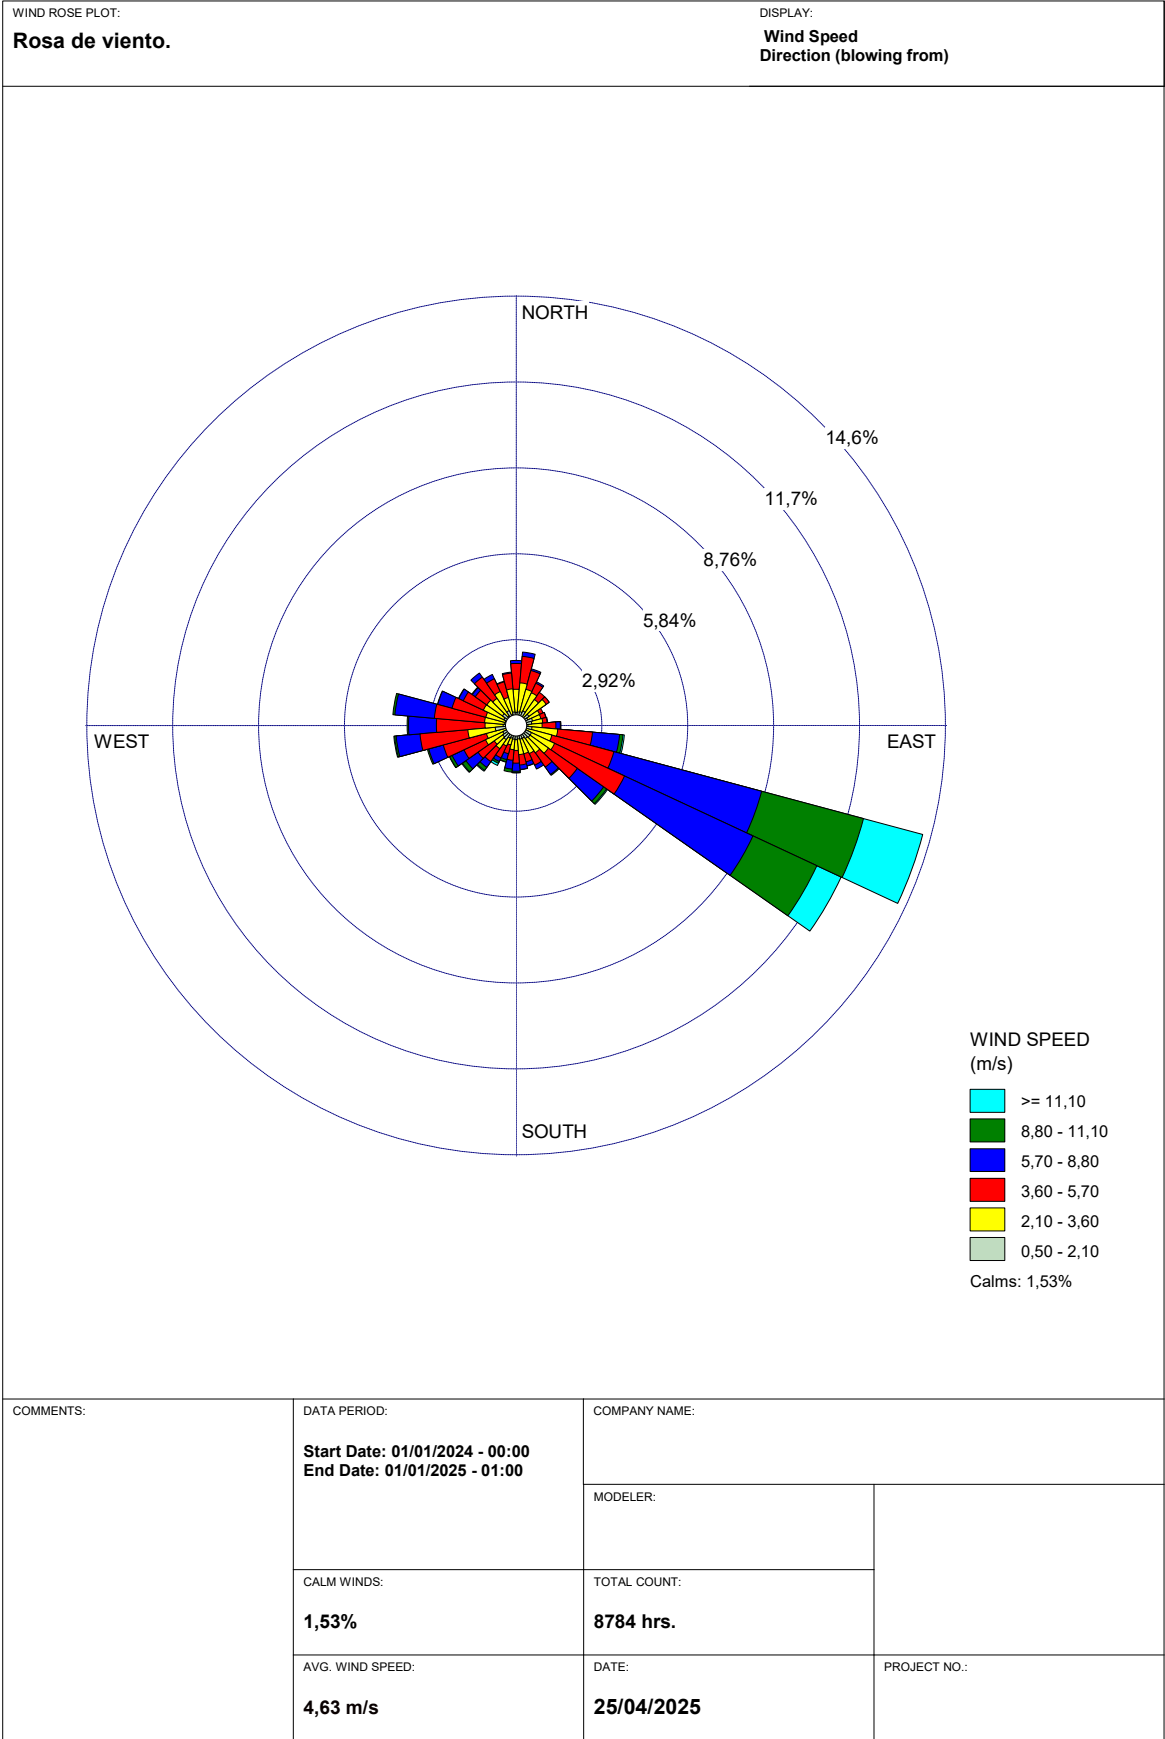 WIND ROSE PLOT:
Rosa de viento.
DISPLAY:
Wind Speed
Direction (blowing from)
NORTH
14,6%
11,7%
8,76%
5,84%
2,92%
WEST
EAST
SOUTH
WIND SPEED
(m/s)
>= 11,10
8,80 - 11,10
5,70 - 8,80
3,60 - 5,70
2,10 - 3,60
0,50 - 2,10
Calms: 1,53%
COMMENTS:
DATA PERIOD:
Start Date: 01/01/2024 - 00:00
End Date: 01/01/2025 - 01:00
COMPANY NAME:
MODELER:
CALM WINDS:
1,53%
TOTAL COUNT:
8784 hrs.
AVG. WIND SPEED:
4,63 m/s
DATE:
25/04/2025
PROJECT NO.: